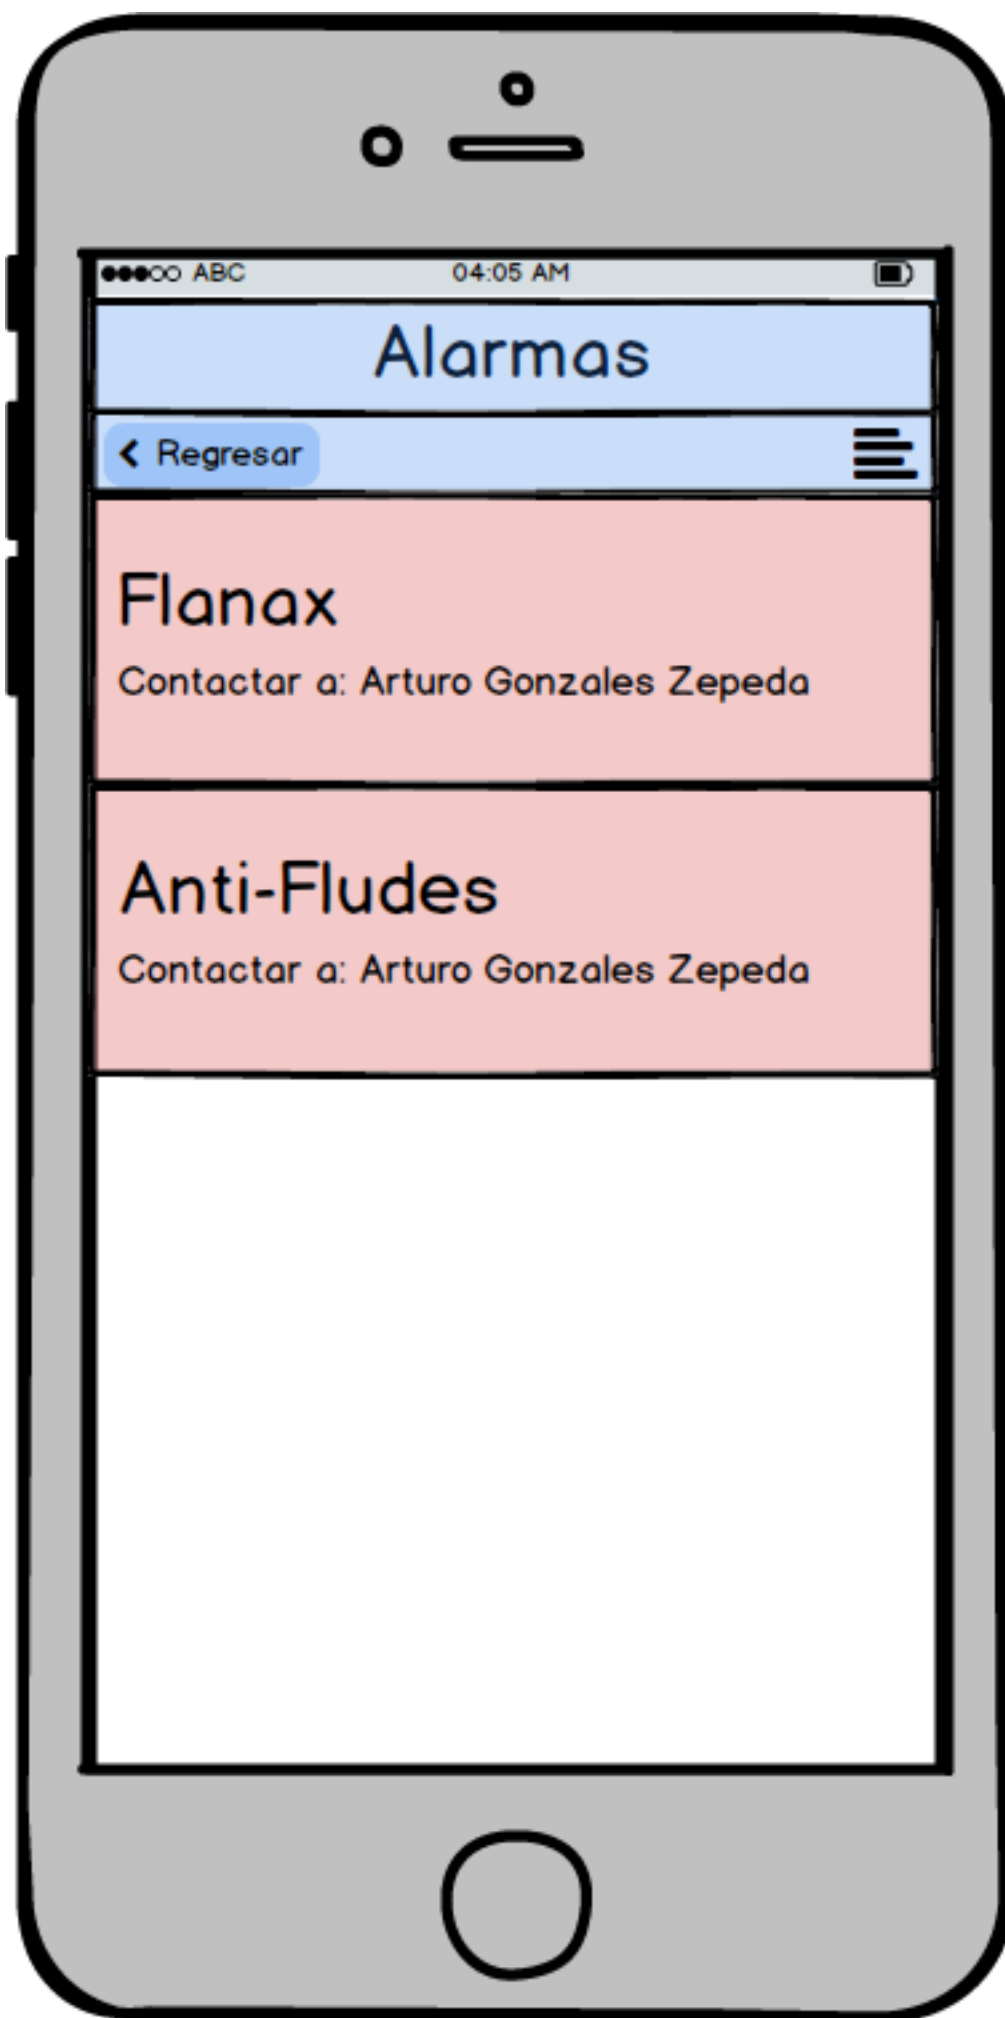 ABC 04:05 AM
Alarmas
Regresar
Flanax
Contactar a: Arturo Gonzales Zepeda
Anti-Fludes
Contactar a: Arturo Gonzales Zepeda